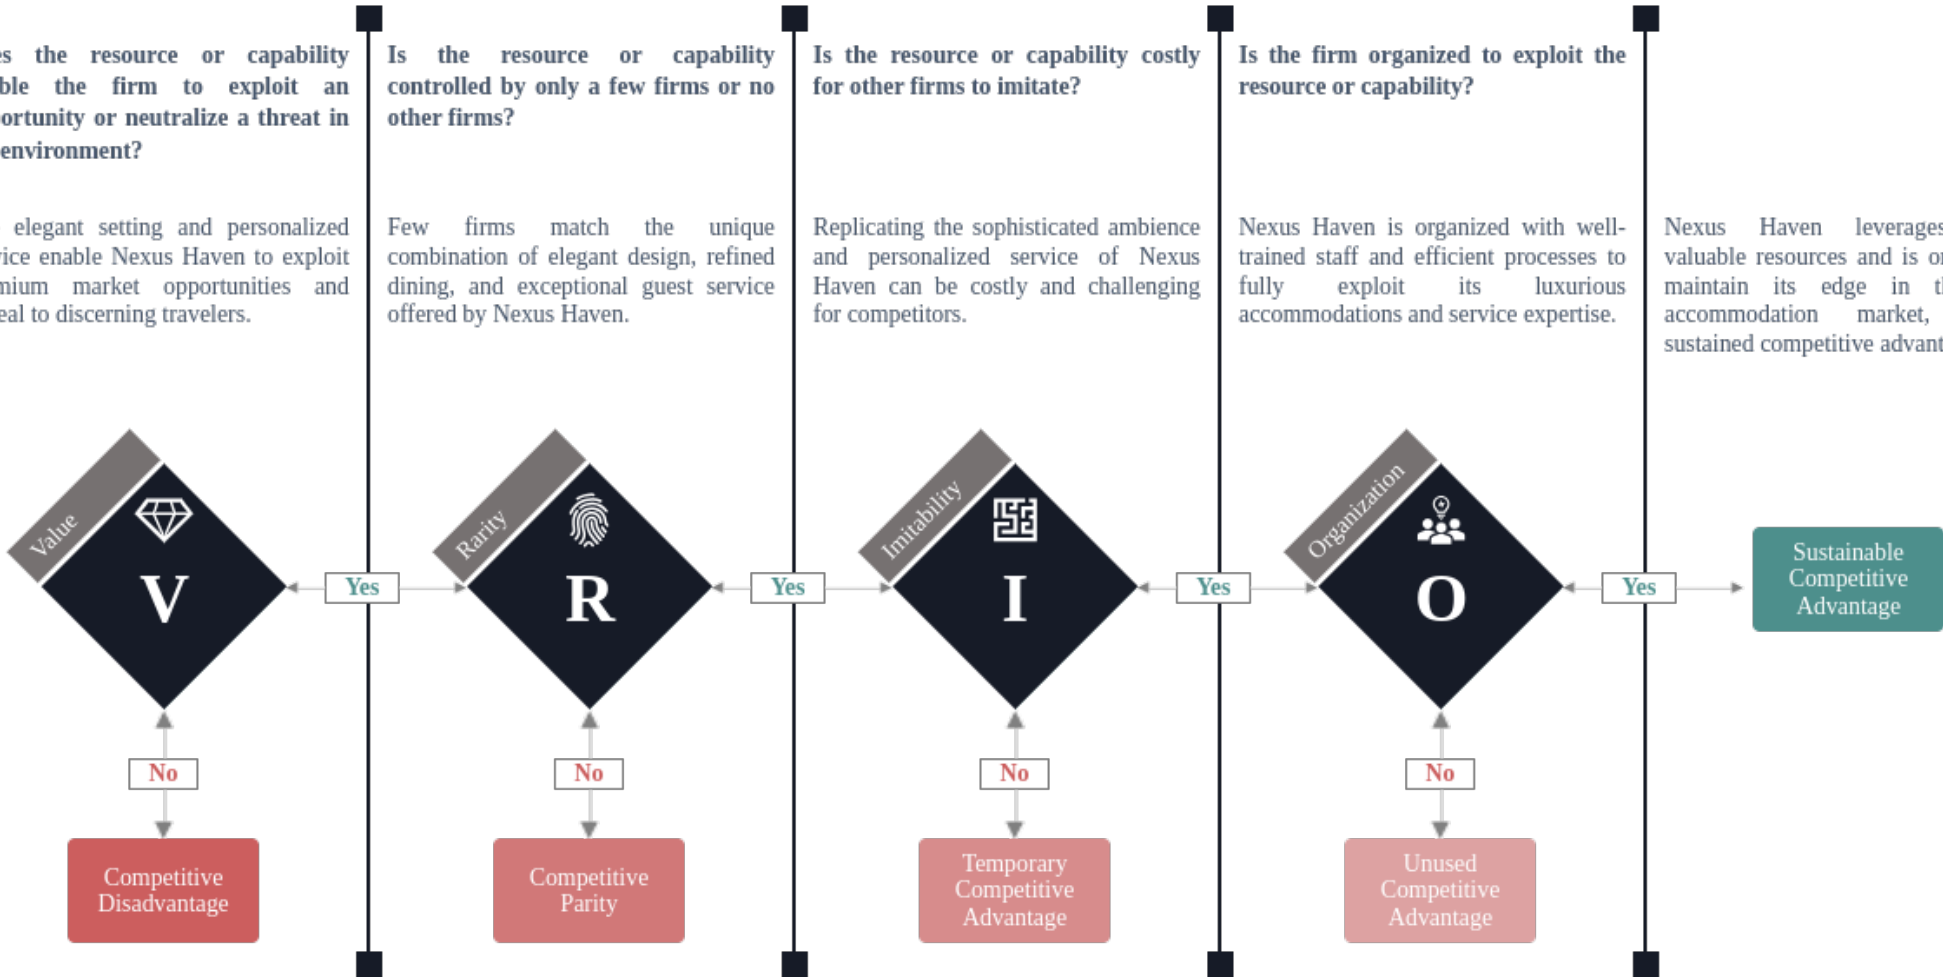 es the resource or capability
ble the firm to exploit an
ortunity or neutralize a threat in
environment?
elegant setting and personalized
vice enable Nexus Haven to exploit
mium market opportunities and
eal to discerning travelers.
Value
V
Yes
No
Competitive
Disadvantage
Is the resource or capability
controlled by only a few firms or no
other firms?
Few firms match the unique
combination of elegant design, refined
dining, and exceptional guest service
offered by Nexus Haven.
Rarity
R
Yes
No
Competitive
Parity
Is the resource or capability costly
for other firms to imitate?
Replicating the sophisticated ambience
and personalized service of Nexus
Haven can be costly and challenging
for competitors.
Imitability
I
Yes
No
Temporary
Competitive
Advantage
Is the firm organized to exploit the
resource or capability?
Nexus Haven is organized with well-
trained staff and efficient processes to
fully exploit its luxurious
accommodations and service expertise.
Organization
O
Yes
No
Unused
Competitive
Advantage
Nexus Haven leverages
valuable resources and is or
maintain its edge in t
accommodation market,
sustained competitive advant
Sustainable
Competitive
Advantage